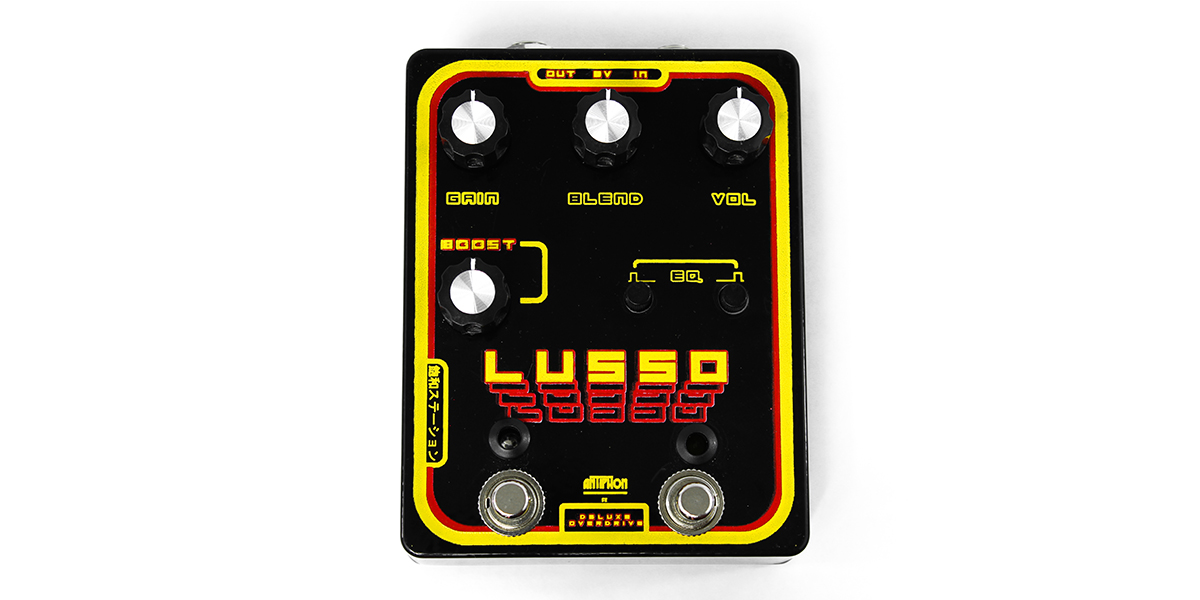 OUT 9V IN
GAIN BLEND VOL
BOOST
EQ
LUSSO
飽和ステーション
ANTIPHON
FX
DELUXE
OVERDRIVE